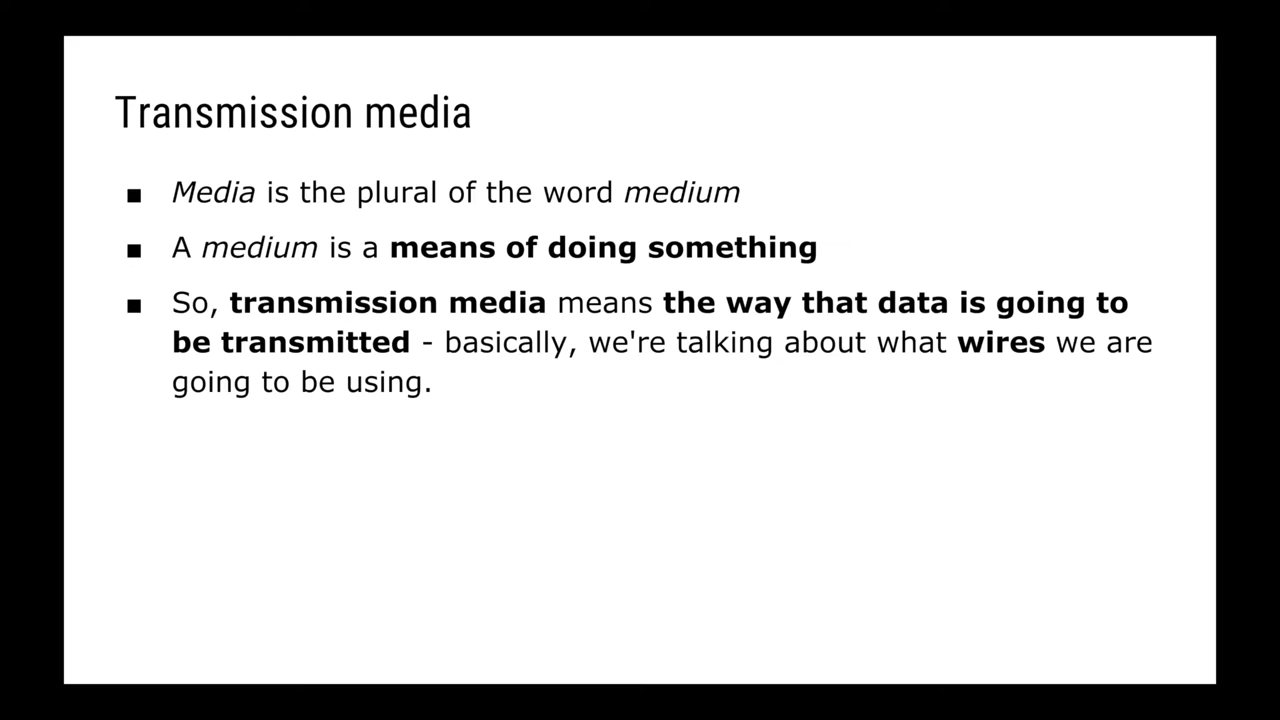 Transmission media
▪ Media is the plural of the word medium
▪ A medium is a means of doing something
▪ So, transmission media means the way that data is going to
be transmitted - basically, we're talking about what wires we are
going to be using.